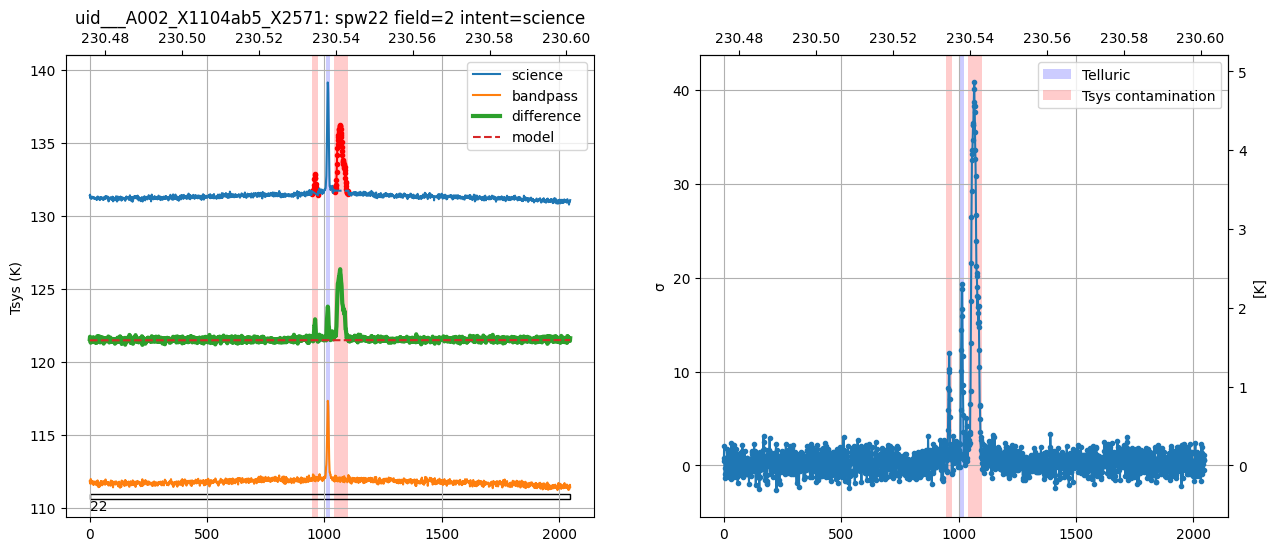 uid___A002_X1104ab5_X2571: spw22 field=2 intent=science
230.48 230.50 230.52 230.54 230.56 230.58 230.60
140
135
130
125
120
115
110
Tsys (K)
science
bandpass
difference
model
22
0 500 1000 1500 2000
230.48 230.50 230.52 230.54 230.56 230.58 230.60
40
30
20
10
0
σ
Telluric
Tsys contamination
5
4
3
2
1
0
[K]
0 500 1000 1500 2000